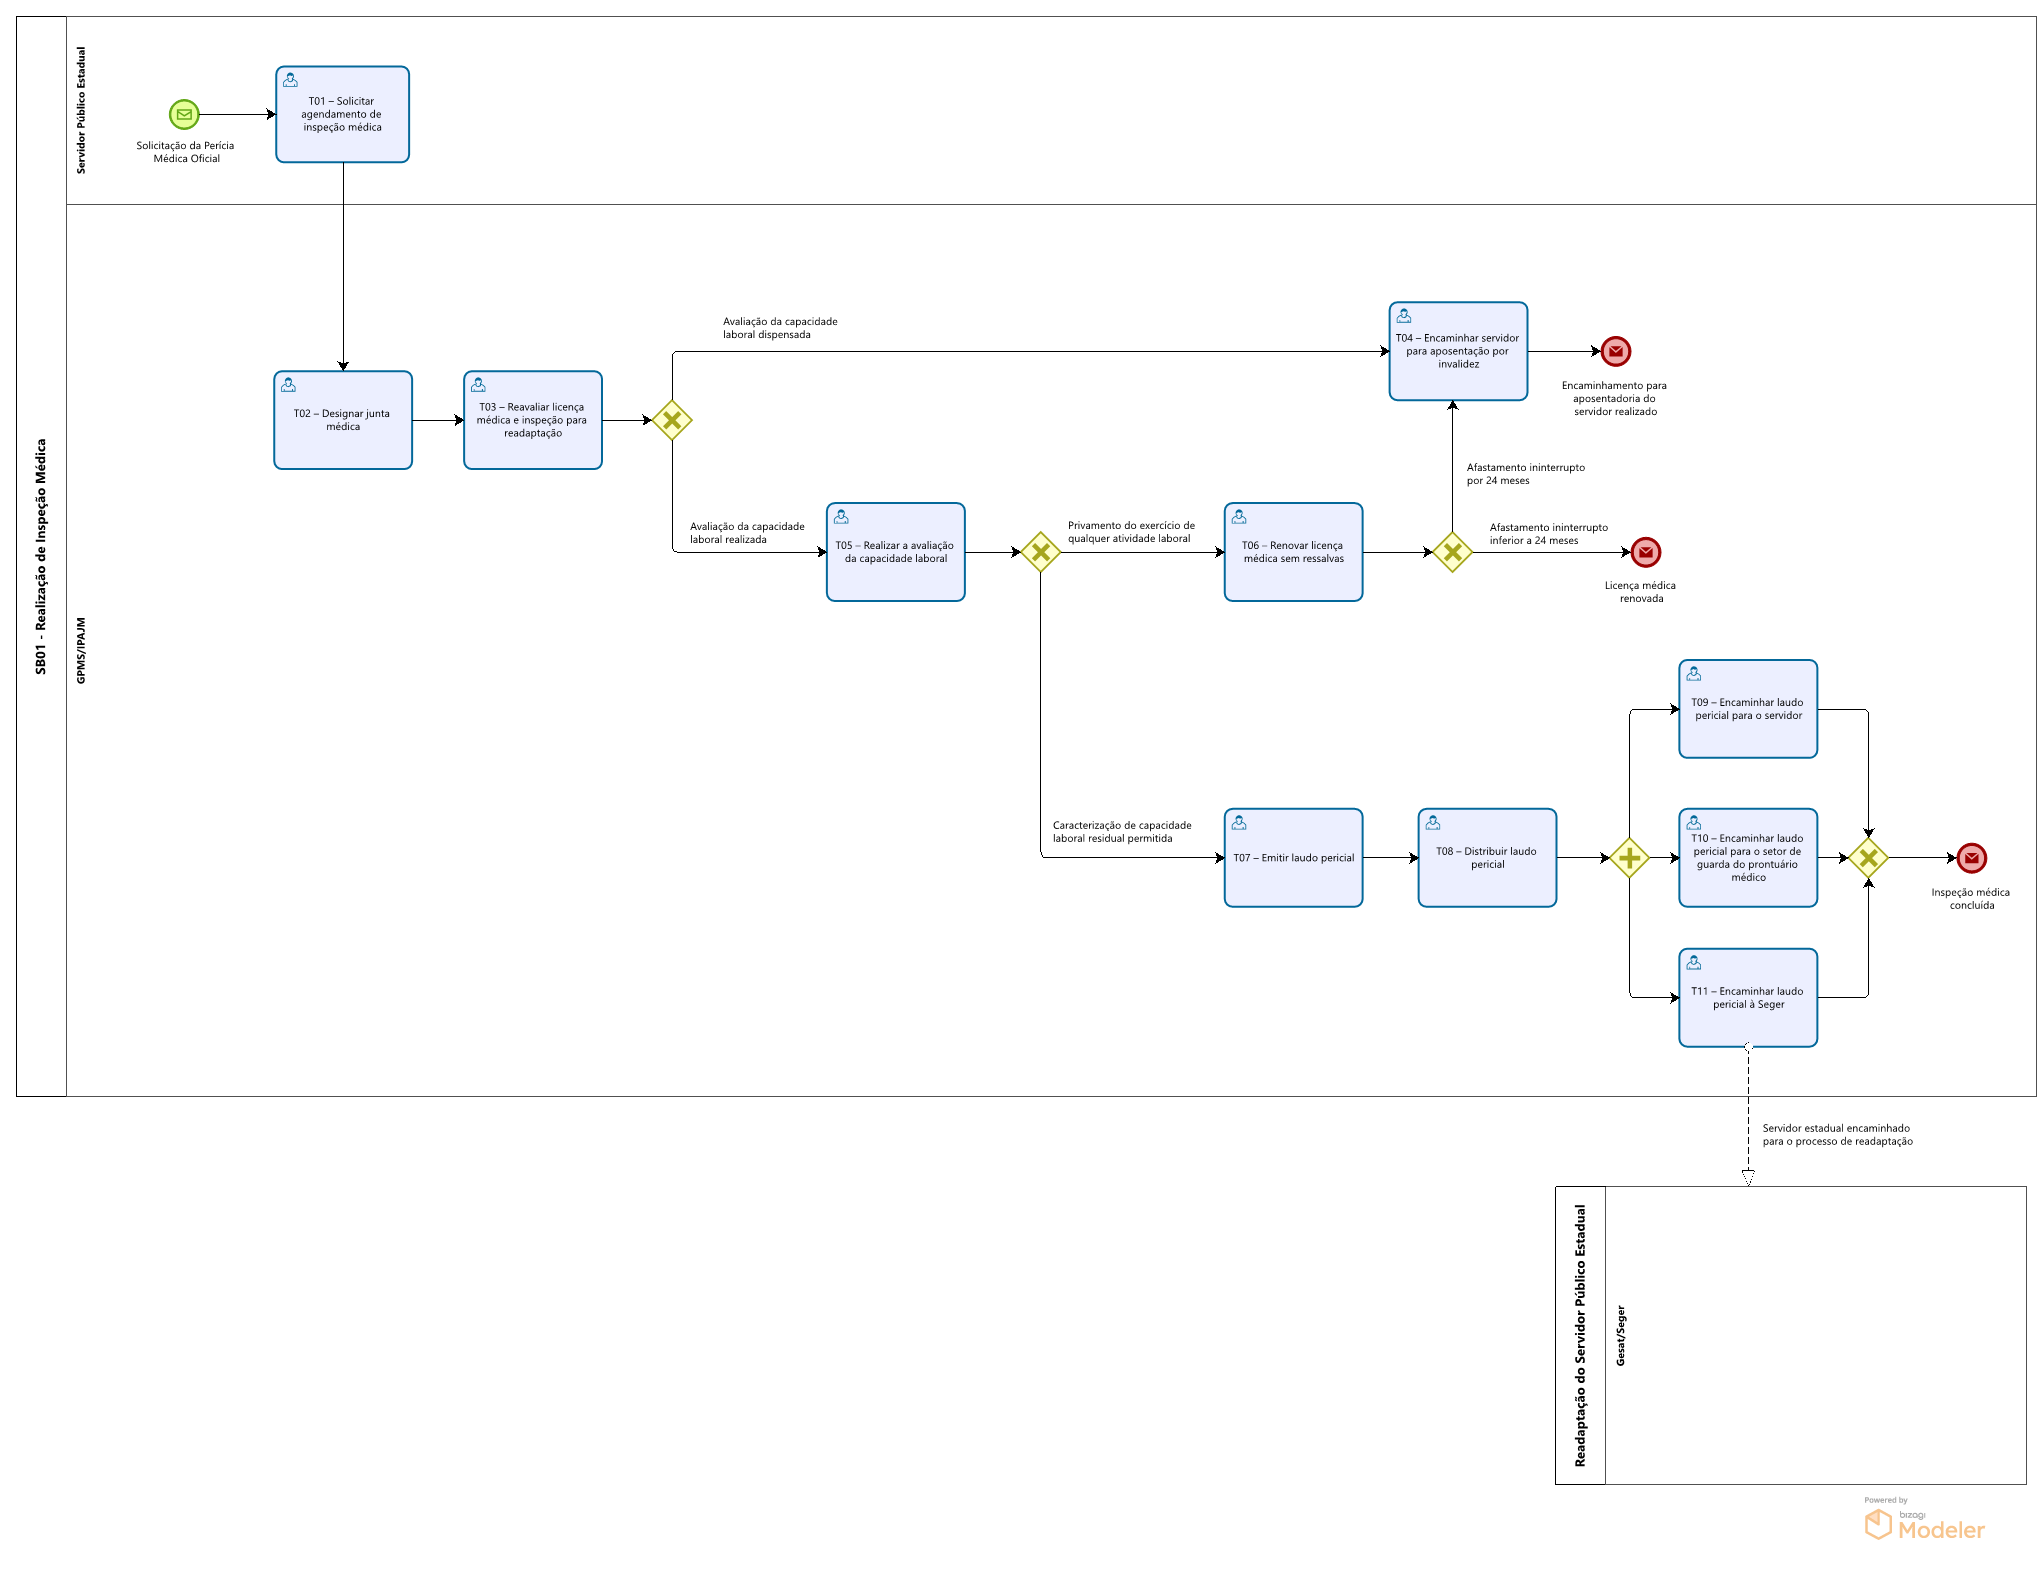 SB01 - Realização de Inspeção Médica
Servidor Público Estadual
Solicitação da Perícia
Médica Oficial
T01 – Solicitar
agendamento de
inspeção médica
GPMS/IPAJM
T02 – Designar junta
médica
T03 – Reavaliar licença
médica e inspeção para
readaptação
Avaliação da capacidade
laboral dispensada
T04 – Encaminhar servidor
para aposentação por
invalidez
Encaminhamento para
aposentadoria do
servidor realizado
Avaliação da capacidade
laboral realizada
T05 – Realizar a avaliação
da capacidade laboral
Privamento do exercício de
qualquer atividade laboral
T06 – Renovar licença
médica sem ressalvas
Afastamento ininterrupto
por 24 meses
Afastamento ininterrupto
inferior a 24 meses
Licença médica
renovada
Caracterização de capacidade
laboral residual permitida
T07 – Emitir laudo pericial
T08 – Distribuir laudo
pericial
T09 – Encaminhar laudo
pericial para o servidor
T10 – Encaminhar laudo
pericial para o setor de
guarda do prontuário
médico
T11 – Encaminhar laudo
pericial à Seger
Inspeção médica
concluída
Servidor estadual encaminhado
para o processo de readaptação
Readaptação do Servidor Público Estadual
Gesat/Seger
Powered by
bizagi
Modeler